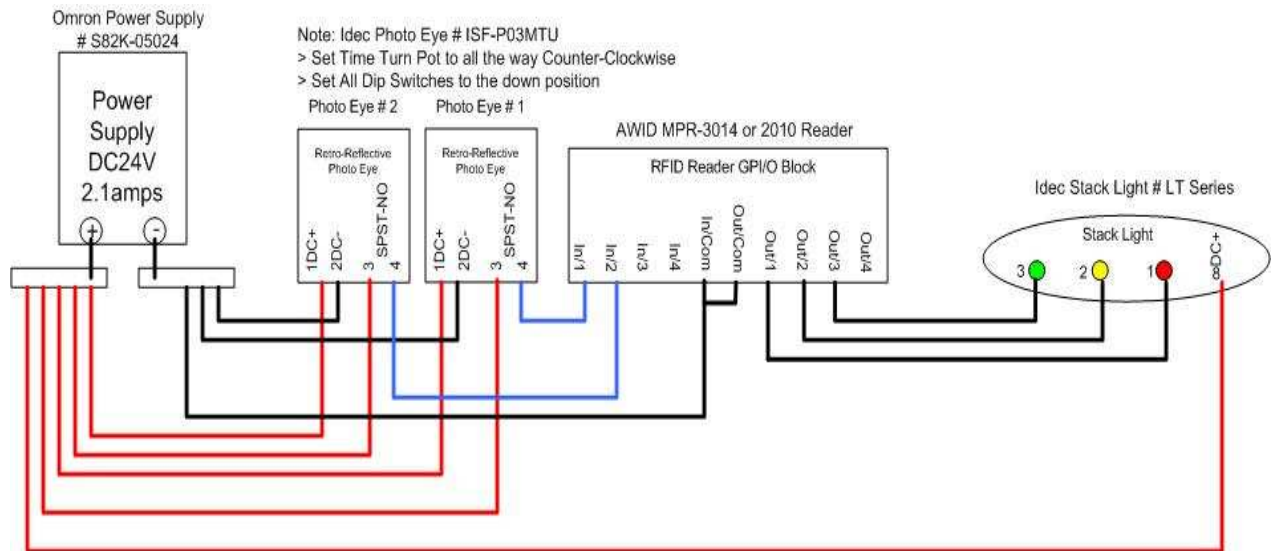 Omron Power Supply
# S82K-05024
Note: Idec Photo Eye # ISF-P03MTU
> Set Time Turn Pot to all the way Counter-Clockwise
> Set All Dip Switches to the down position
Power
Supply
DC24V
2.1amps
+
-
Photo Eye # 2
Retro-Reflective
Photo Eye
1DC+
2DC-
3
SPST-NO
4
Photo Eye # 1
Retro-Reflective
Photo Eye
1DC+
2DC-
3
SPST-NO
4
AWID MPR-3014 or 2010 Reader
RFID Reader GPI/O Block
In/1
In/2
In/3
In/4
In/Com
Out/Com
Out/1
Out/2
Out/3
Out/4
Idec Stack Light # LT Series
Stack Light
3
2
1
8DC+